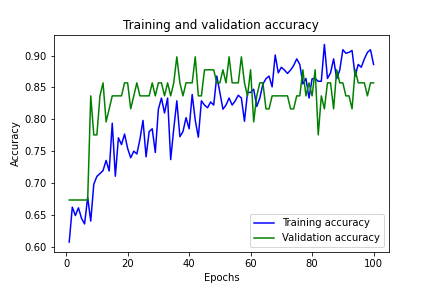 Training and validation accuracy
0.90
0.85
0.80
0.75
0.70
0.65
0.60
Accuracy
0
20
40
60
80
100
Epochs
Training accuracy
Validation accuracy